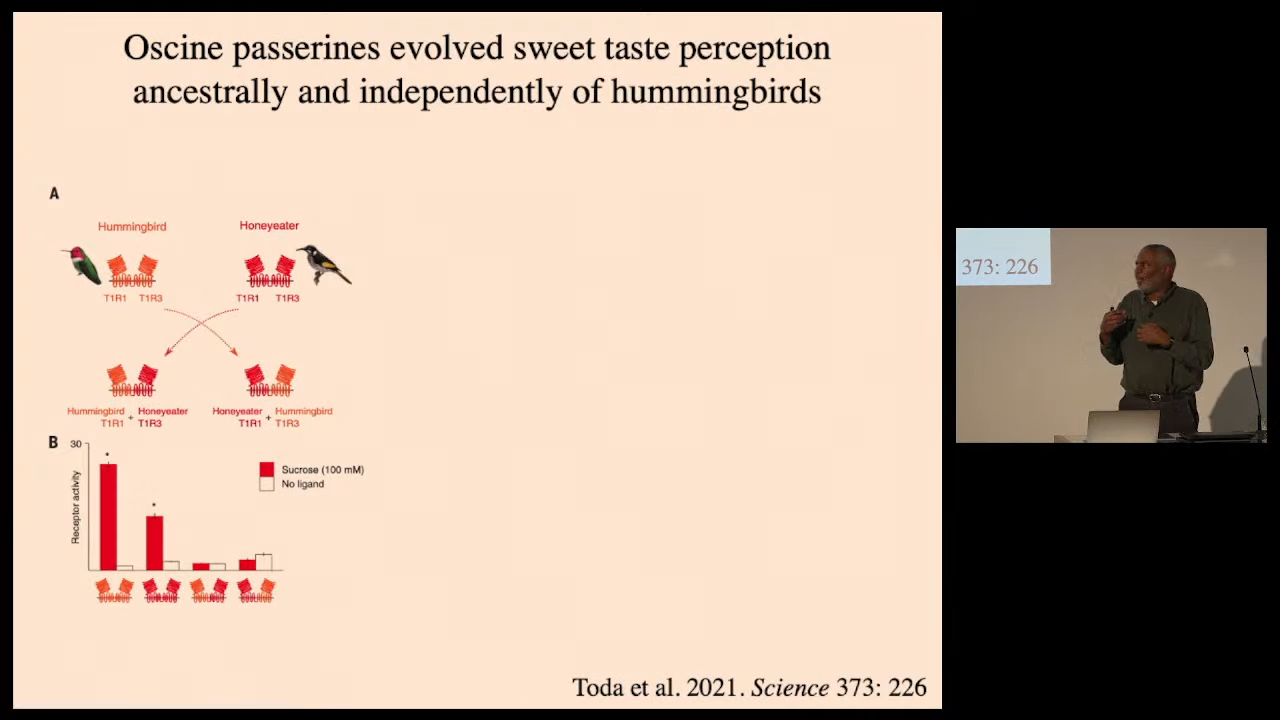 Oscine passerines evolved sweet taste perception
ancestrally and independently of hummingbirds
A
Hummingbird
Honeyeater
T1R1 T1R3
T1R1 T1R3
Hummingbird + Honeyeater
T1R1 T1R3
Honeyeater + Hummingbird
T1R1 T1R3
B
30
Receptor activity
*
*
Sucrose (100 mM)
No ligand
Toda et al. 2021. Science 373: 226
373: 226